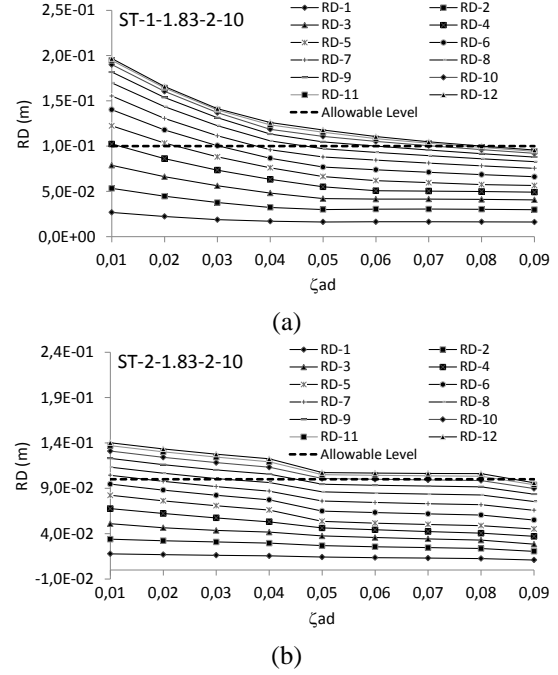 ST-1-1.83-2-10
RD-1 RD-2
RD-3 RD-4
RD-5 RD-6
RD-7 RD-8
RD-9 RD-10
RD-11 RD-12
Allowable Level
RD (m)
2,5E-01
2,0E-01
1,5E-01
1,0E-01
5,0E-02
0,0E+00
0,01 0,02 0,03 0,04 0,05 0,06 0,07 0,08 0,09
ζad
(a)
ST-2-1.83-2-10
RD-1 RD-2
RD-3 RD-4
RD-5 RD-6
RD-7 RD-8
RD-9 RD-10
RD-11 RD-12
Allowable Level
RD (m)
2,4E-01
1,9E-01
1,4E-01
9,0E-02
4,0E-02
-1,0E-02
0,01 0,02 0,03 0,04 0,05 0,06 0,07 0,08 0,09
ζad
(b)